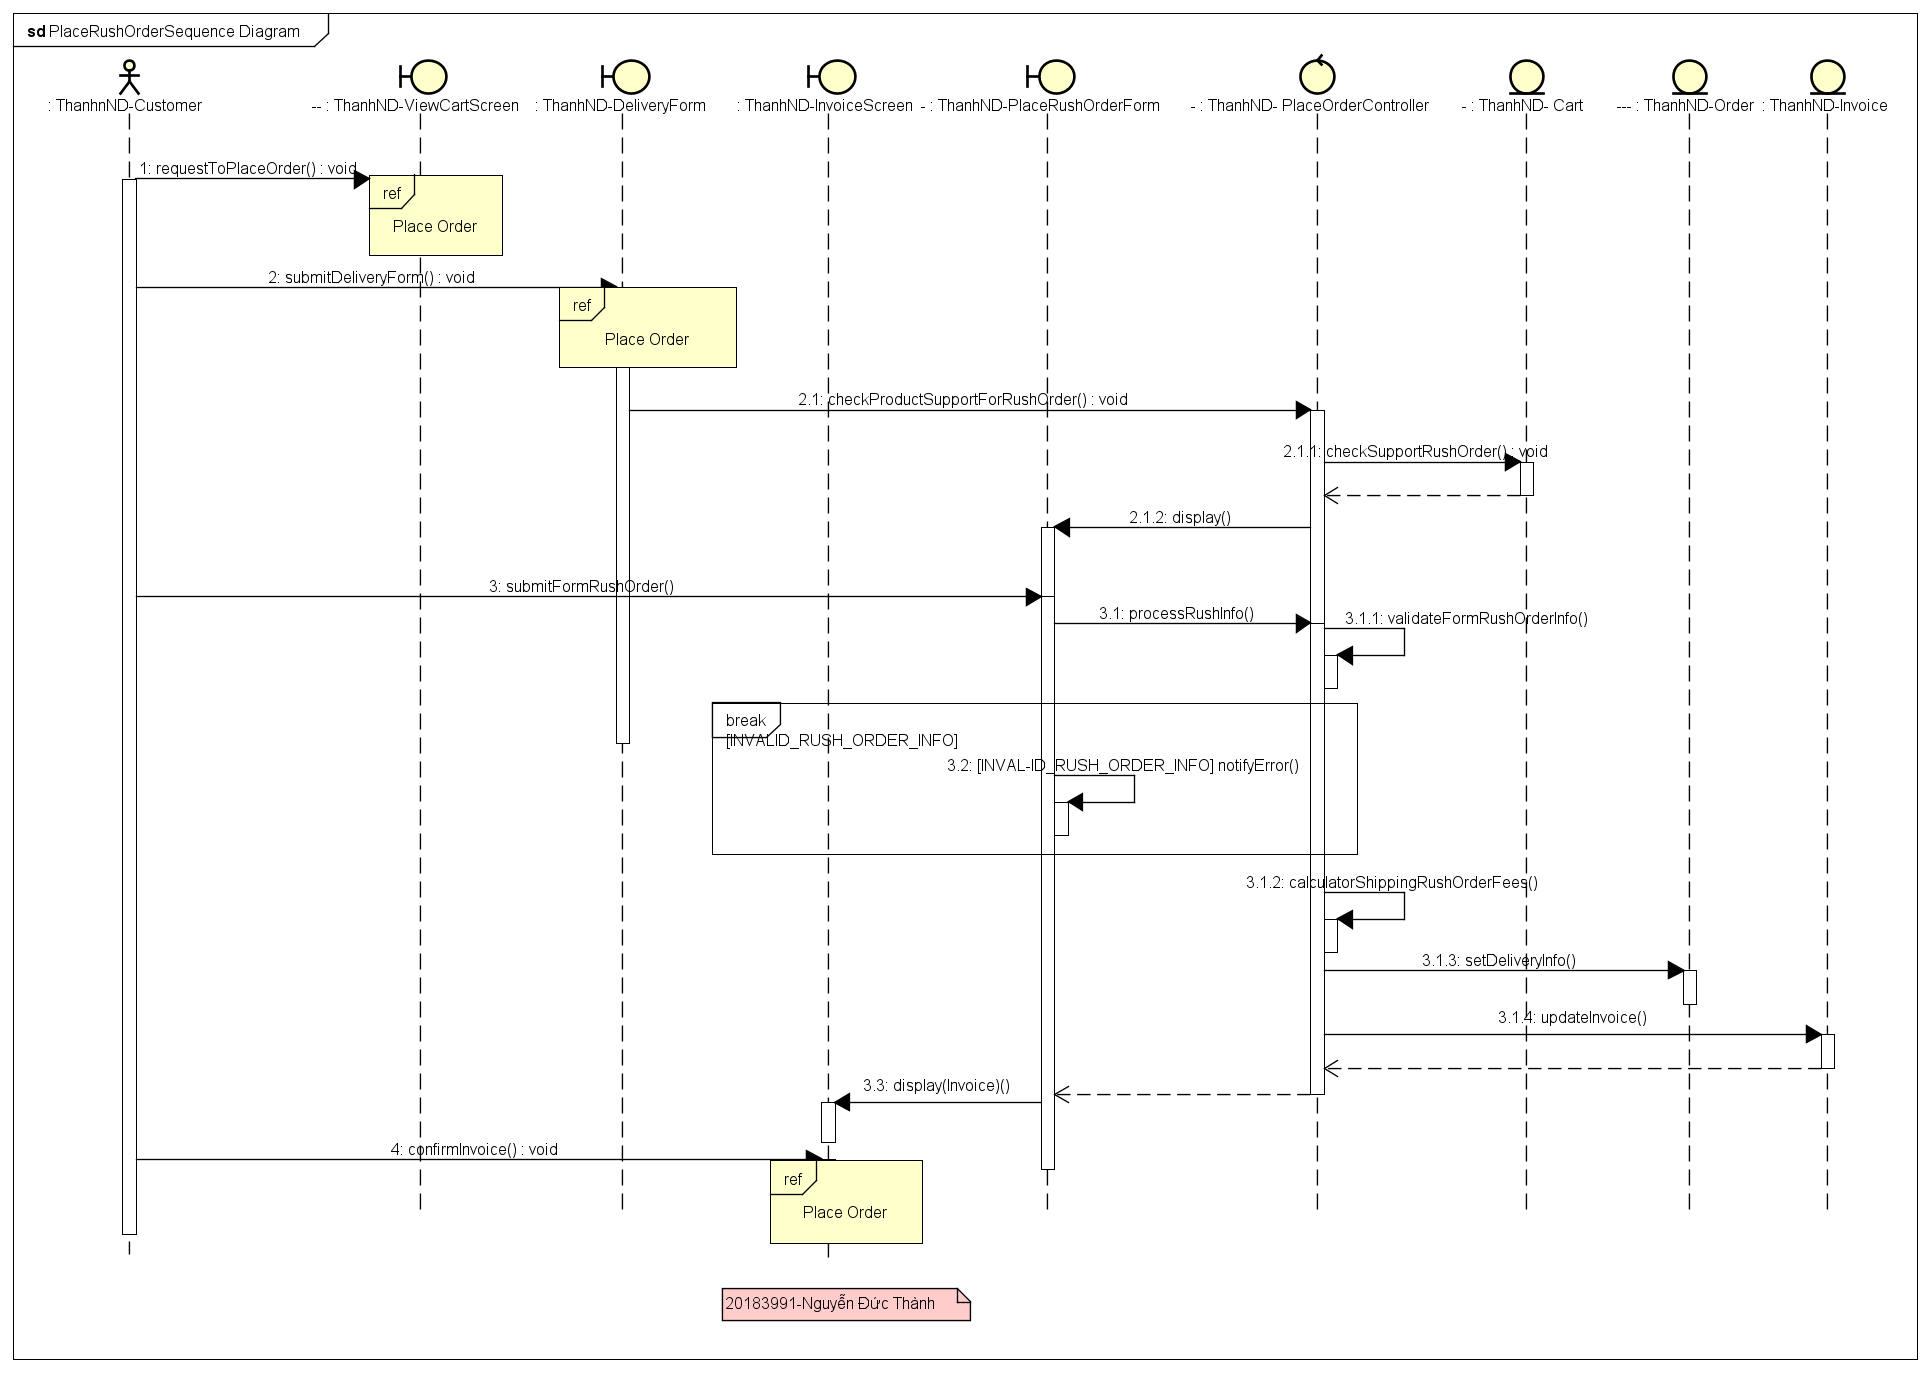 sd PlaceRushOrderSequence Diagram
: ThanhnND-Customer
-- : ThanhND-ViewCartScreen
: ThanhND-DeliveryForm
: ThanhND-InvoiceScreen
- : ThanhND-PlaceRushOrderForm
- : ThanhND- PlaceOrderController
- : ThanhND- Cart
--- : ThanhND-Order
: ThanhND-Invoice
1: requestToPlaceOrder() : void
ref
Place Order
2: submitDeliveryForm() : void
ref
Place Order
2.1: checkProductSupportForRushOrder() : void
2.1.1: checkSupportRushOrder() : void
2.1.2: display()
3: submitFormRushOrder()
3.1: processRushInfo()
3.1.1: validateFormRushOrderInfo()
break
[INVALID_RUSH_ORDER_INFO]
3.2: [INVAL-ID_RUSH_ORDER_INFO] notifyError()
3.1.2: calculatorShippingRushOrderFees()
3.1.3: setDeliveryInfo()
3.1.4: updateInvoice()
3.3: display(Invoice)()
4: confirmInvoice() : void
ref
Place Order
20183991-Nguyễn Đức Thành